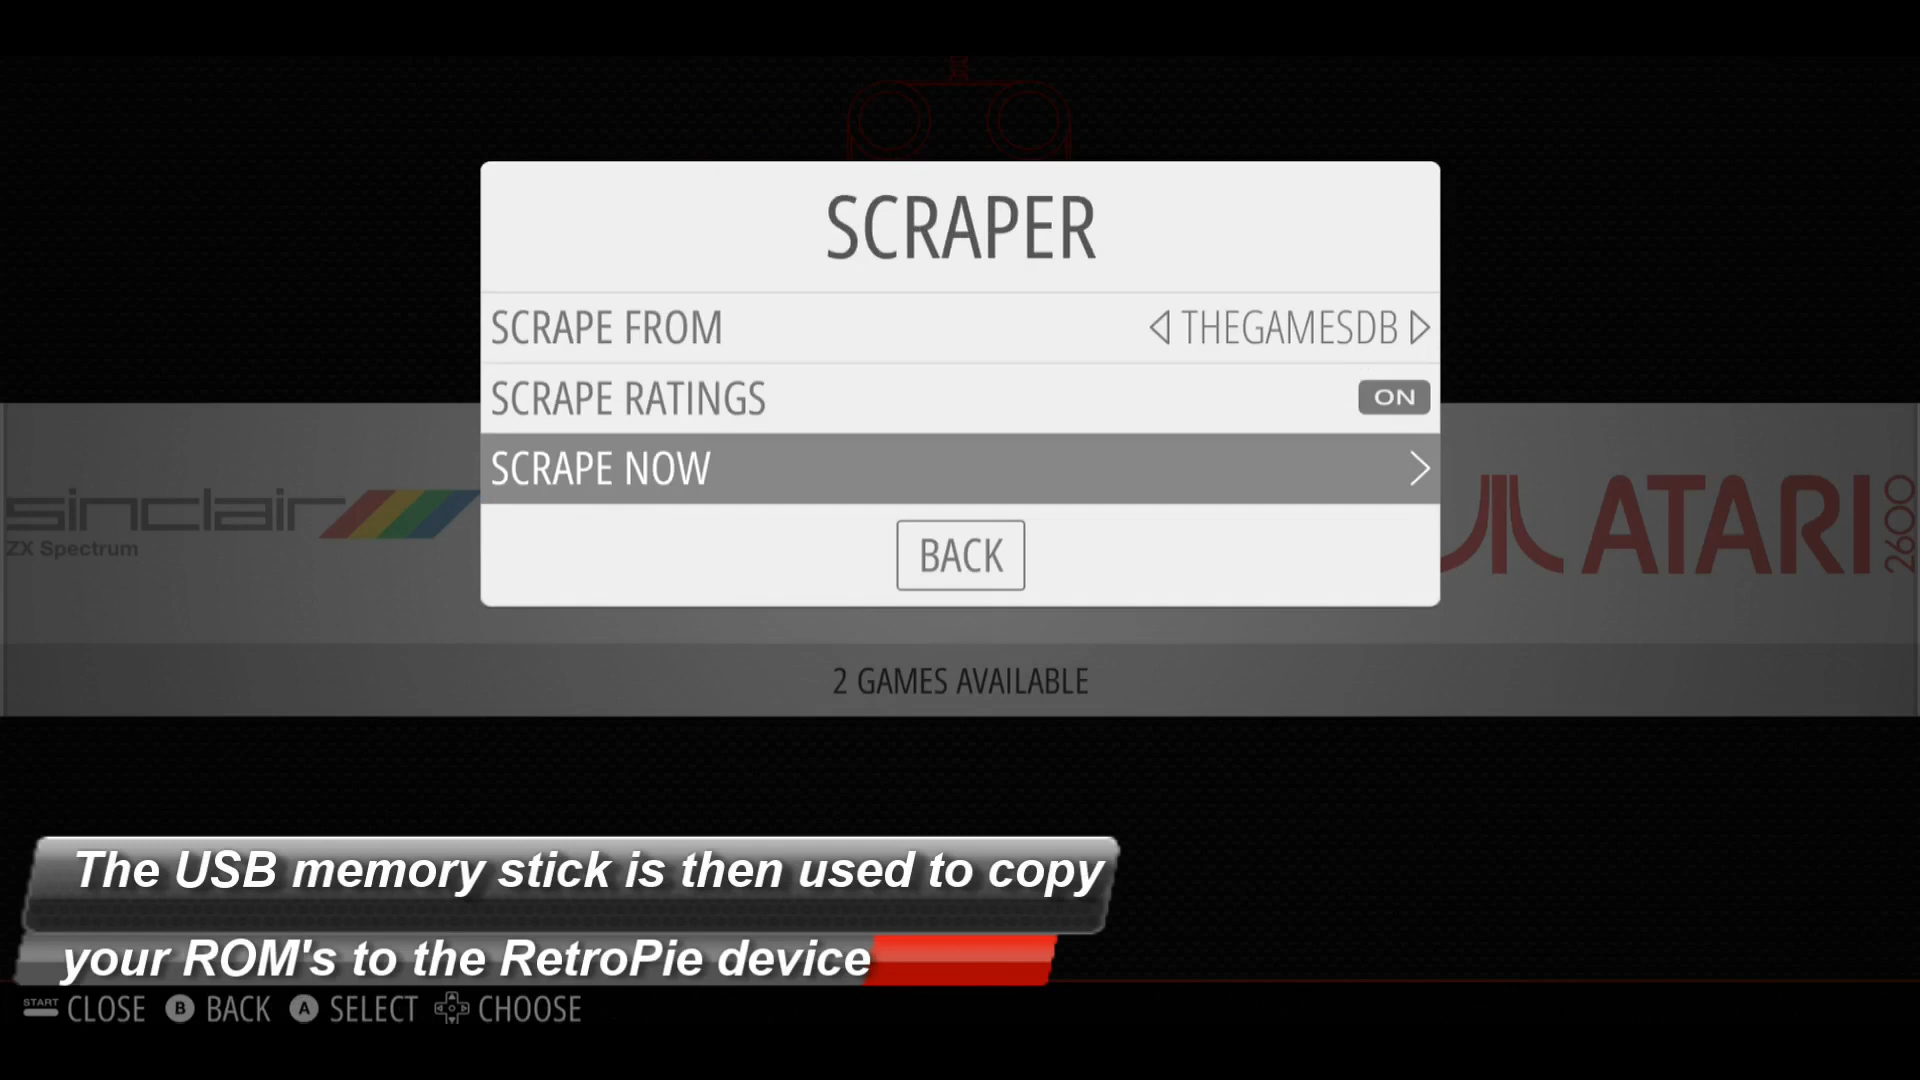 SCRAPER
SCRAPE FROM THEGAMESDB
SCRAPE RATINGS ON
SCRAPE NOW
BACK
sinclair
ZX Spectrum
ATARI 2600
2 GAMES AVAILABLE
The USB memory stick is then used to copy
your ROM's to the RetroPie device
START CLOSE B BACK A SELECT CHOOSE